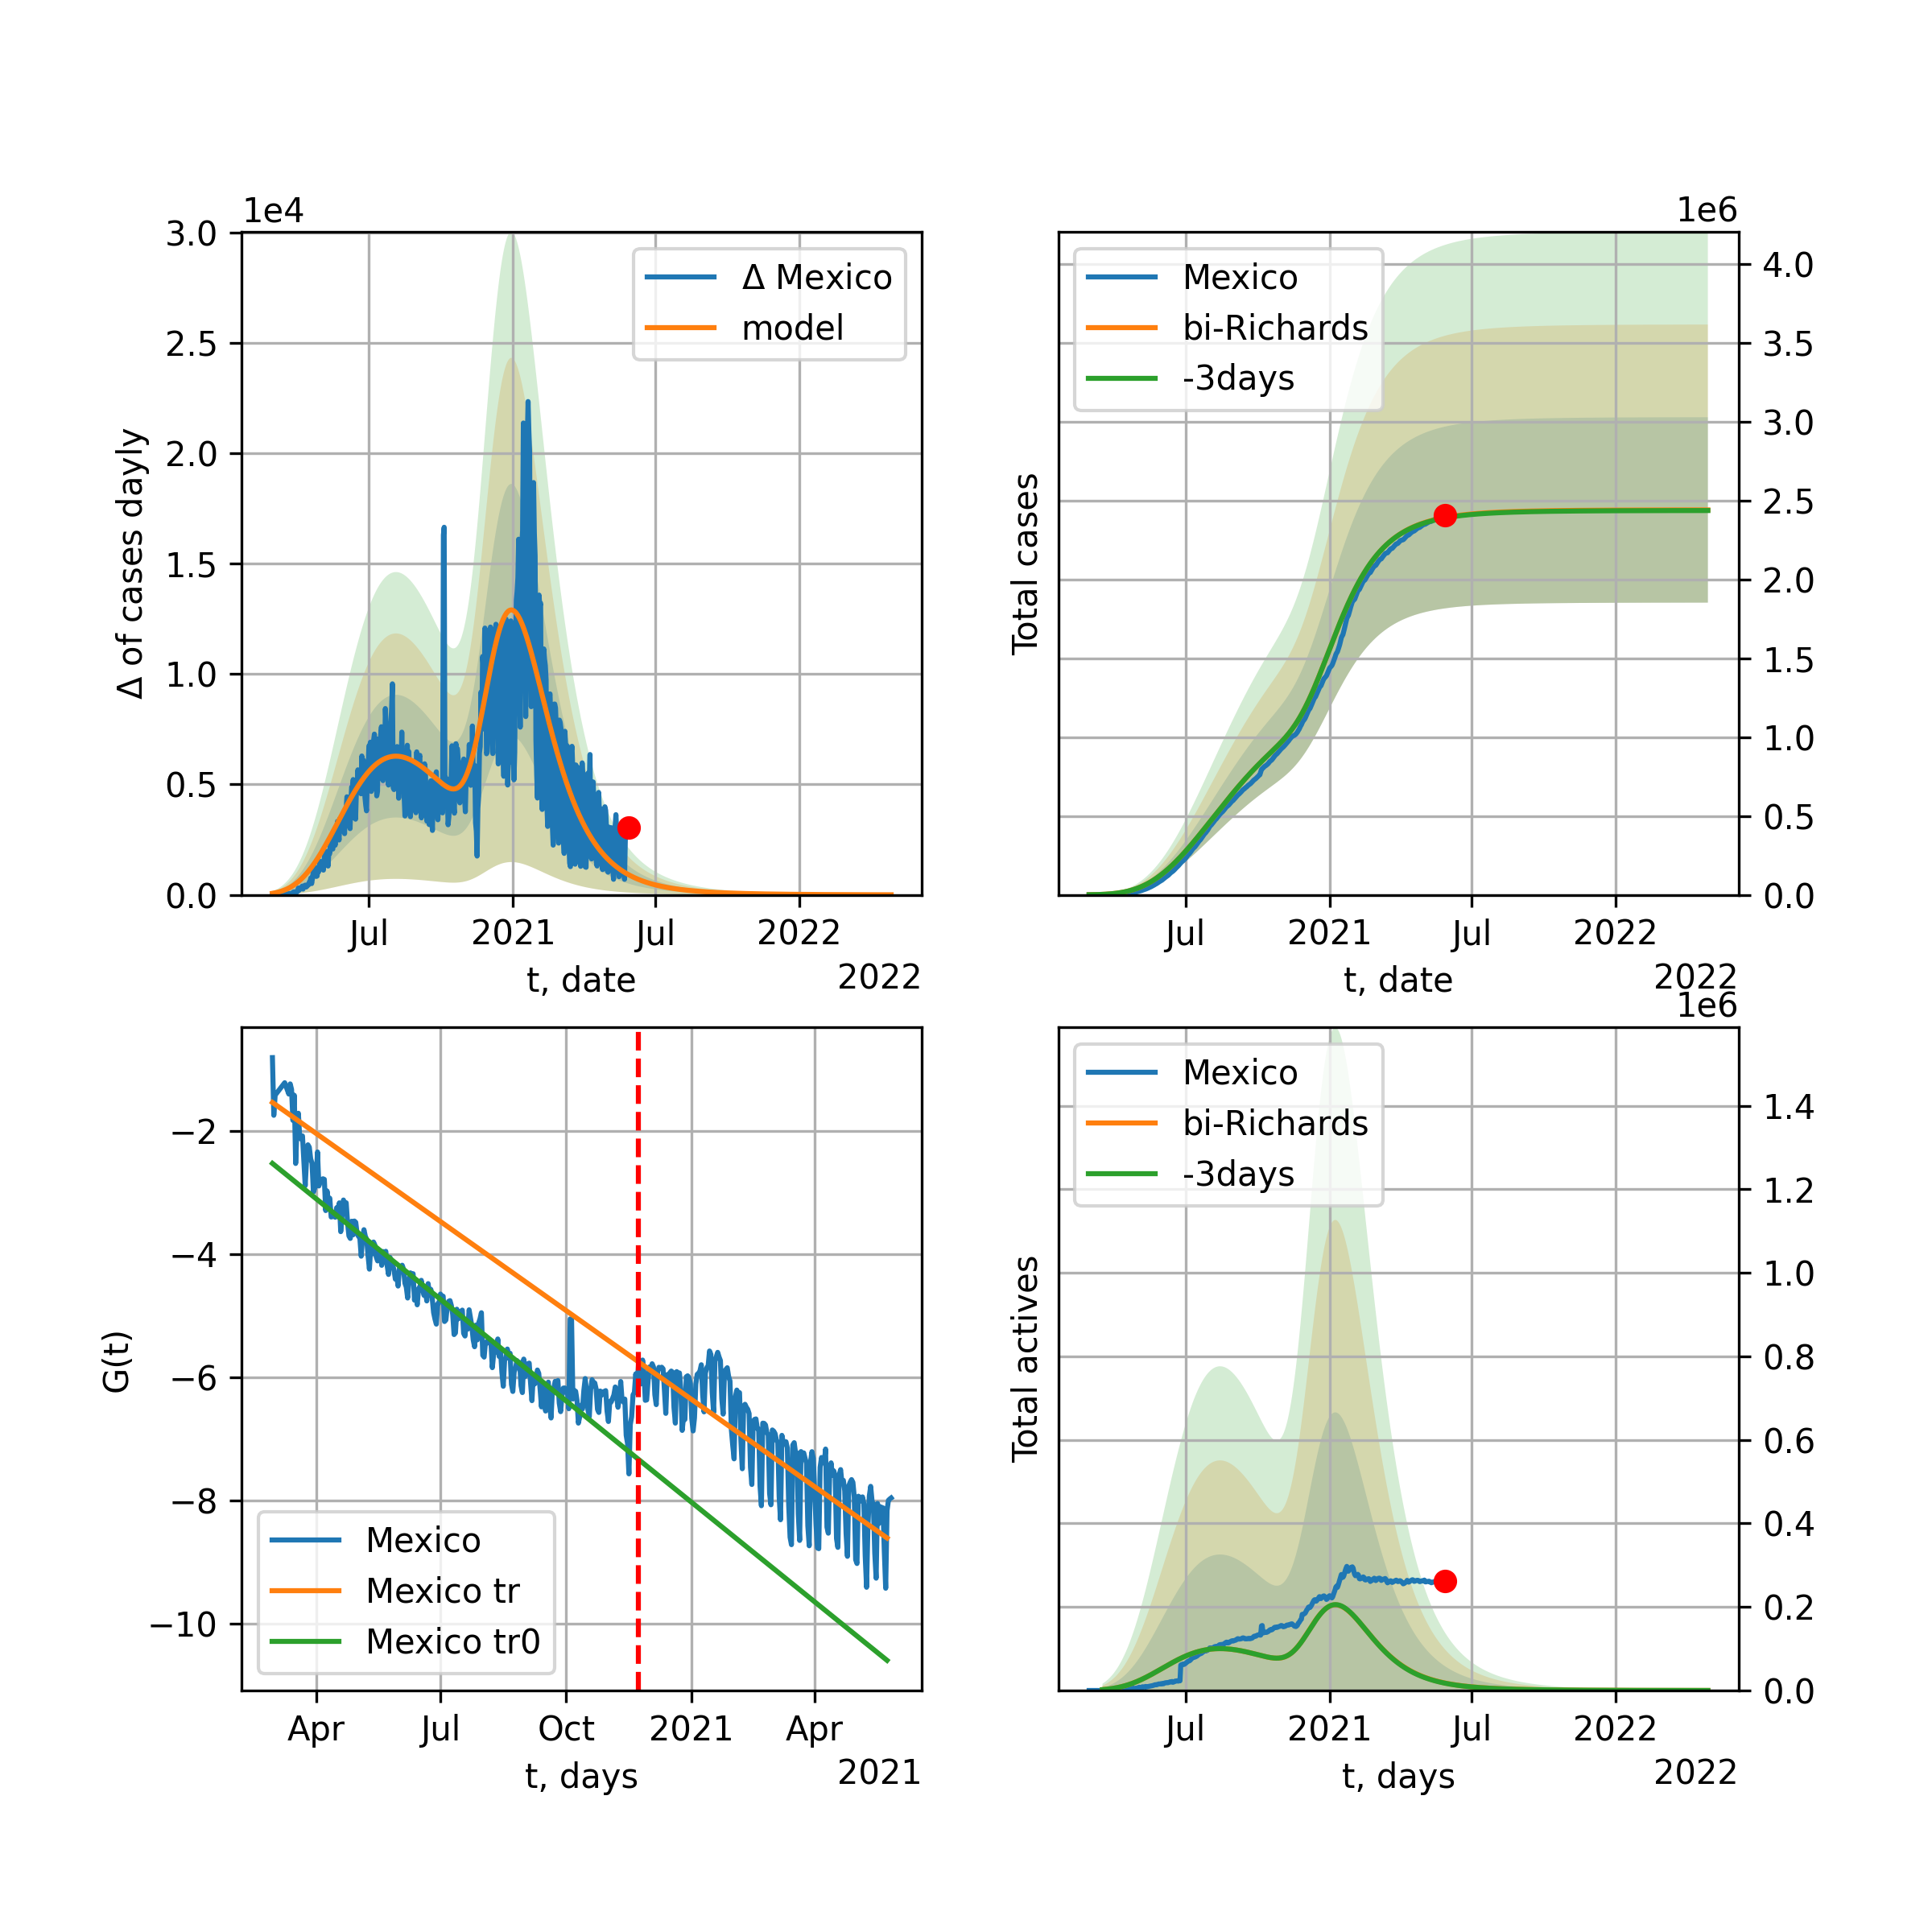 1e4
3.0
2.5
2.0
1.5
1.0
0.5
0.0
Δ of cases dayly
Δ Mexico
model
Jul
2021
Jul
2022
t, date
2022
1e6
Mexico
bi-Richards
-3days
Total cases
4.0
3.5
3.0
2.5
2.0
1.5
1.0
0.5
0.0
Jul
2021
Jul
2022
t, date
2022
−2
−4
−6
−8
−10
G(t)
Mexico
Mexico tr
Mexico tr0
Apr
Jul
Oct
2021
Apr
t, days
2021
1e6
Mexico
bi-Richards
-3days
Total actives
1.4
1.2
1.0
0.8
0.6
0.4
0.2
0.0
Jul
2021
Jul
2022
t, days
2022